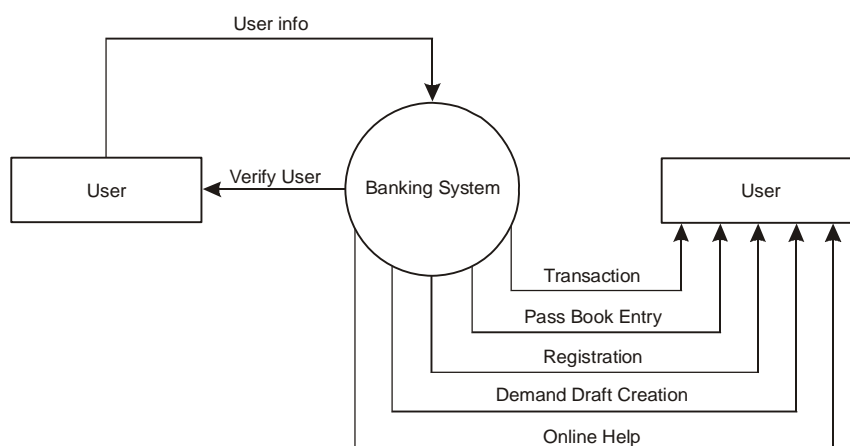 User info
User
Verify User
Banking System
User
Transaction
Pass Book Entry
Registration
Demand Draft Creation
Online Help